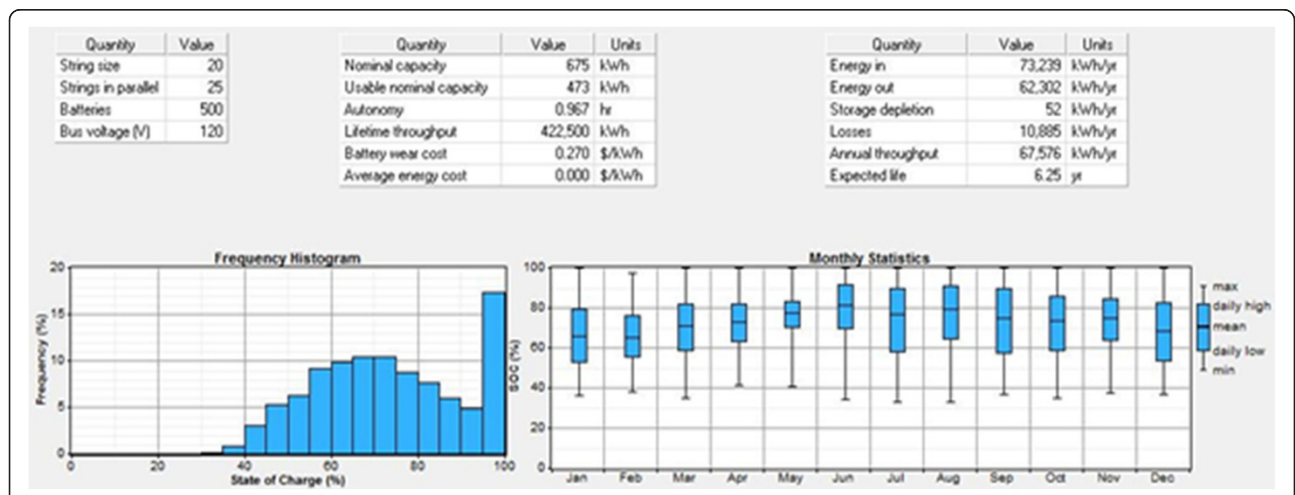 Quantity Value
String size 20
Strings in parallel 25
Batteries 500
Bus voltage (V) 120
Quantity Value Units
Nominal capacity 675 kWh
Usable nominal capacity 473 kWh
Autonomy 0.967 hr
Lifetime throughput 422,500 kWh
Battery wear cost 0.270 $/kWh
Average energy cost 0.000 $/kWh
Quantity Value Units
Energy in 73,239 kWh/yr
Energy out 62,302 kWh/yr
Storage depletion 52 kWh/yr
Losses 10,885 kWh/yr
Annual throughput 67,576 kWh/yr
Expected life 6.25 yr
Frequency Histogram
Frequency (%)
20
15
10
5
0
0 20 40 60 80 100
State of Charge (%)
Monthly Statistics
SOC (%)
100
80
60
40
20
0
Jan Feb Mar Apr May Jun Jul Aug Sep Oct Nov Dec
max
daily high
mean
daily low
min